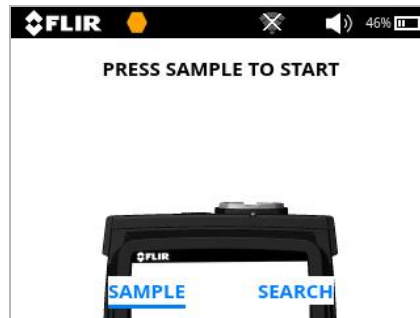 FLIR 46%
PRESS SAMPLE TO START
FLIR
SAMPLE SEARCH